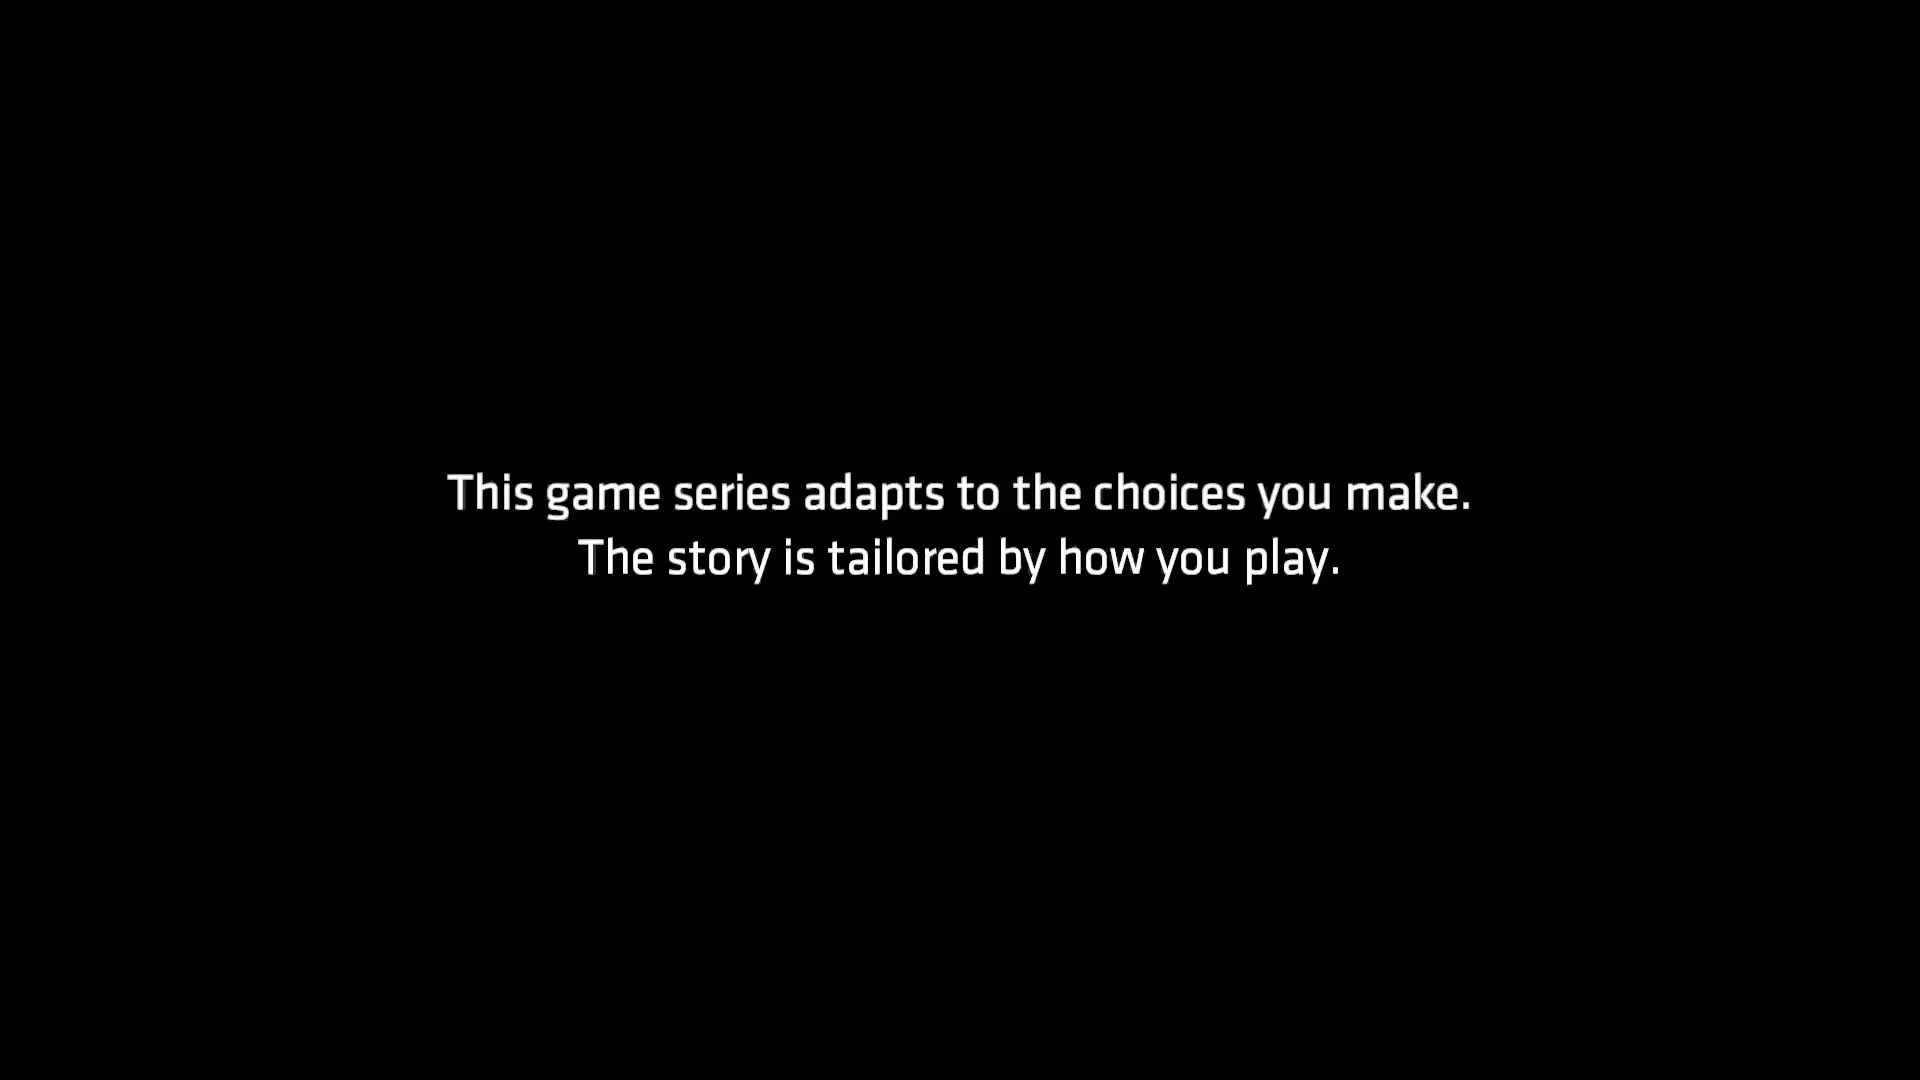 This game series adapts to the choices you make.
The story is tailored by how you play.